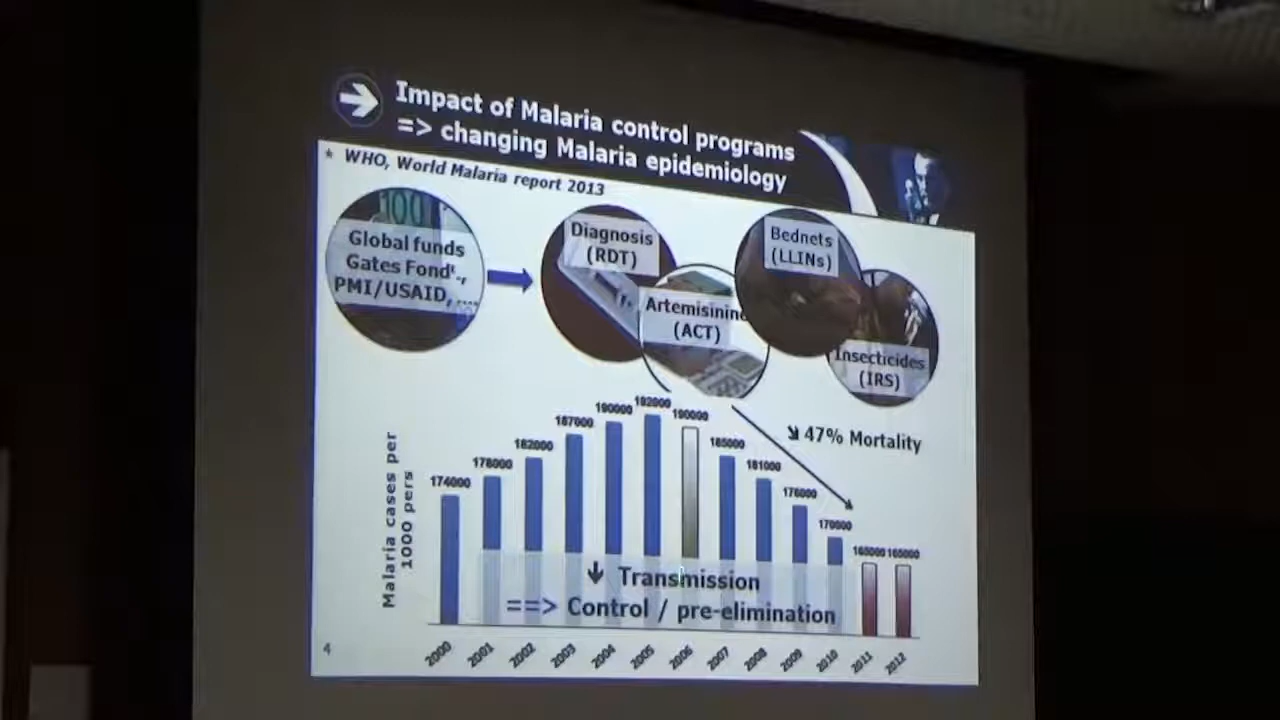 Impact of Malaria control programs
=> changing Malaria epidemiology
* WHO, World Malaria report 2013
100
Global funds
Gates Fond
PMI/USAID, ....
Diagnosis
(RDT)
Artemisinine
(ACT)
Bednets
(LLINs)
Insecticides
(IRS)
47% Mortality
Malaria cases per
1000 pers
174000
178000
182000
187000
190000
192000
190000
185000
181000
176000
170000
165000
165000
↓ Transmission
==> Control / pre-elimination
2000
2001
2002
2003
2004
2005
2006
2007
2008
2009
2010
2011
2012
4